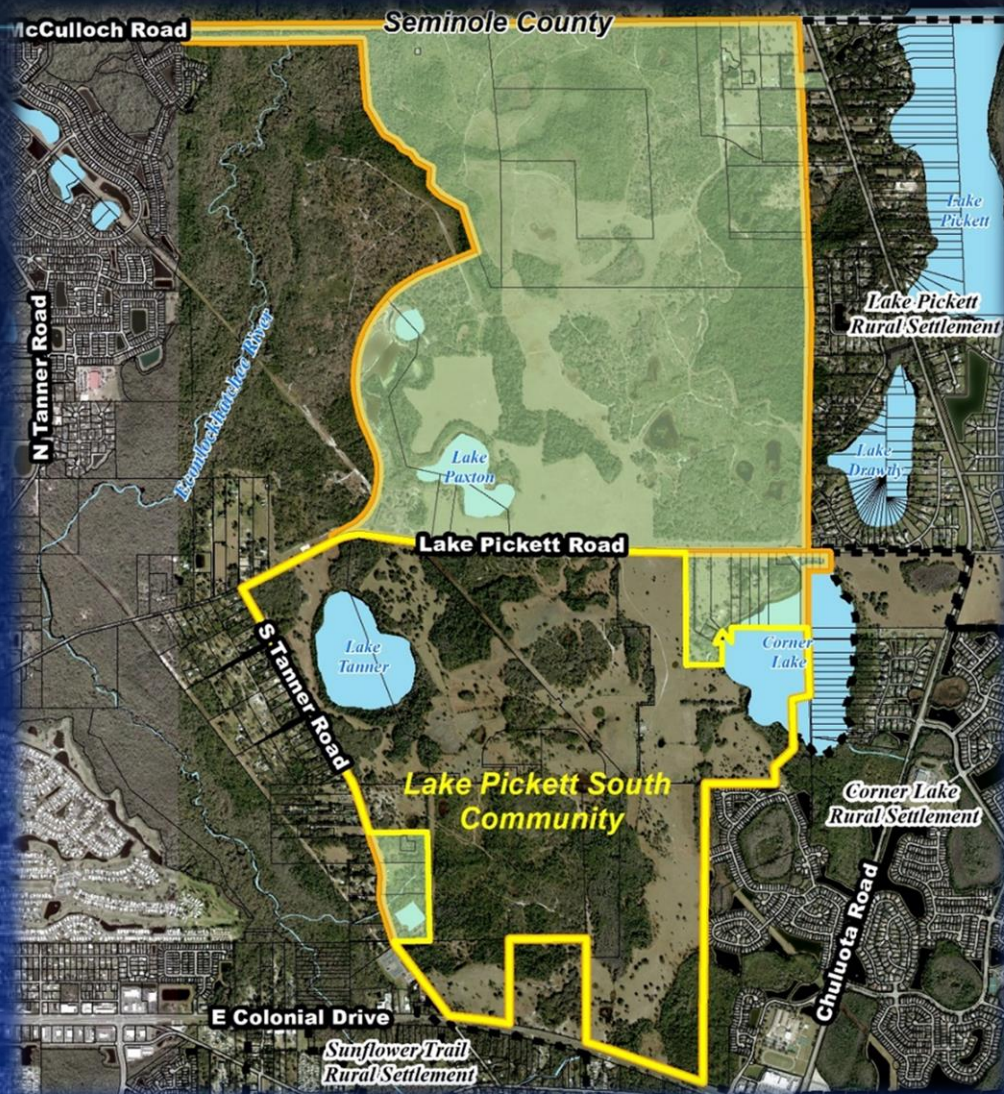 McCulloch Road
Seminole County
Lake
Pickett
Lake Pickett
Rural Settlement
N Tanner Road
Econlockhatchee River
Lake
Paxton
Lake
Drawdy
Lake Pickett Road
Lake
Tanner
Corner
Lake
S Tanner Road
Lake Pickett South
Community
Corner Lake
Rural Settlement
Chuluota Road
E Colonial Drive
Sunflower Trail
Rural Settlement